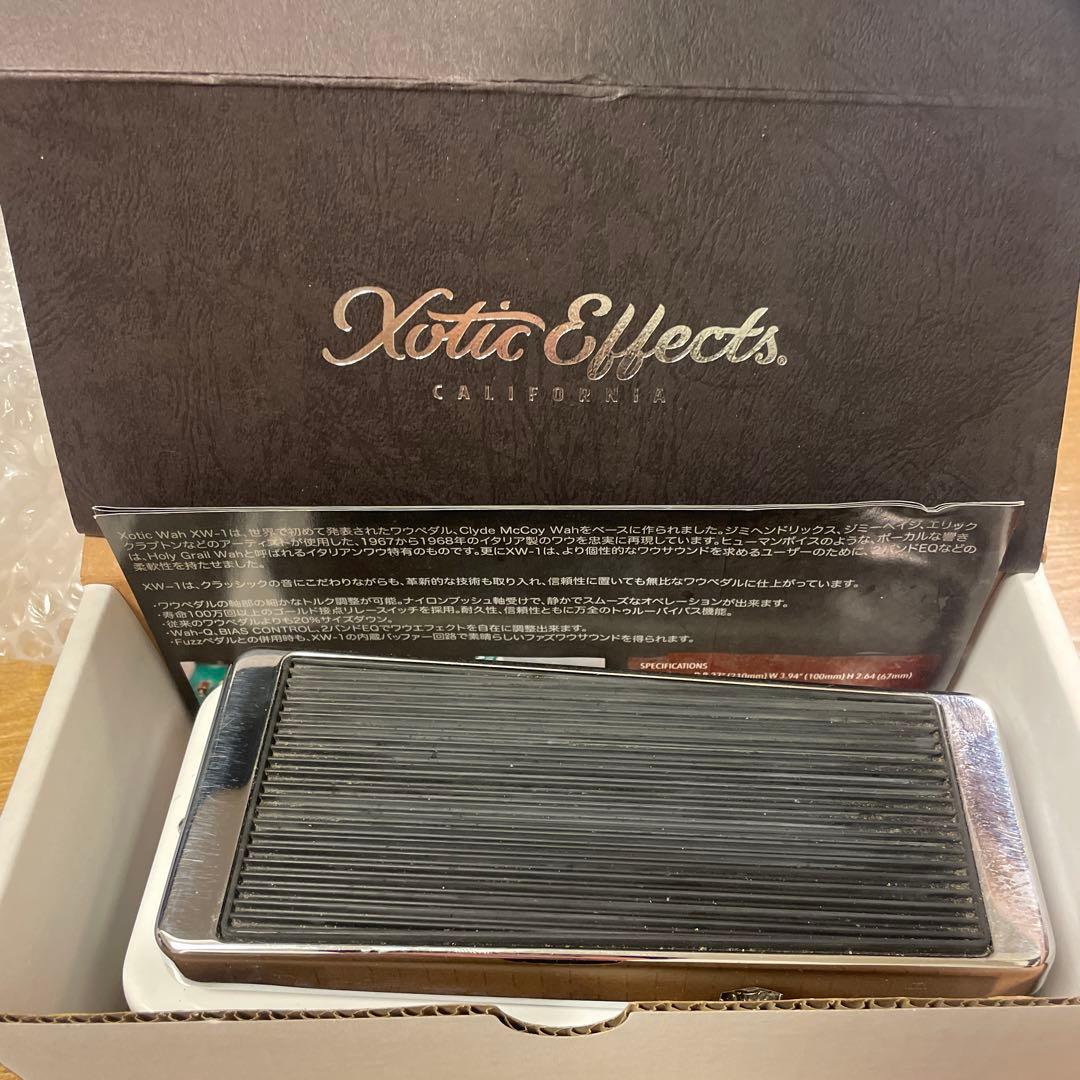 Xotic Effects®
CALIFORNIA
Xotic Wah XW-1は、世界で初めて発表されたワウペダル、Clyde McCoy Wahをベースに作られました。ジミヘンドリックス、ジミーペイジ、エリック
クラプトンなどのアーティストが使用した、1967から1968年のイタリア製のワウを忠実に再現しています。ヒューマンボイスのような、ボーカルな響き
は、Holy Grail Wahと呼ばれるイタリアンワウ特有のものです。更にXW-1は、より個性的なワウサウンドを求めるユーザーのために、2バンドEQなどの
柔軟性を持たせました。
XW-1は、クラッシックの音にこだわりながらも、革新的な技術も取り入れ、信頼性に置いても無比なワウペダルに仕上がっています。
・ワウペダルの軸部の細かなトルク調整が可能。ナイロンブッシュ軸受けで、静かでスムーズなオペレーションが出来ます。
・寿命100万回以上のゴールド接点リレースイッチを採用。耐久性、信頼性ともに万全のトゥルーバイパス機能。
・従来のワウペダルよりも20%サイズダウン。
・Wah-Q、BIAS CONTROL、2バンドEQでワウエフェクトを自在に調整出来ます。
・Fuzzペダルとの併用時も、XW-1の内蔵バッファー回路で素晴らしいファズワウサウンドを得られます。
SPECIFICATIONS
8.27" (210mm) W 3.94" (100mm) H 2.64 (67mm)